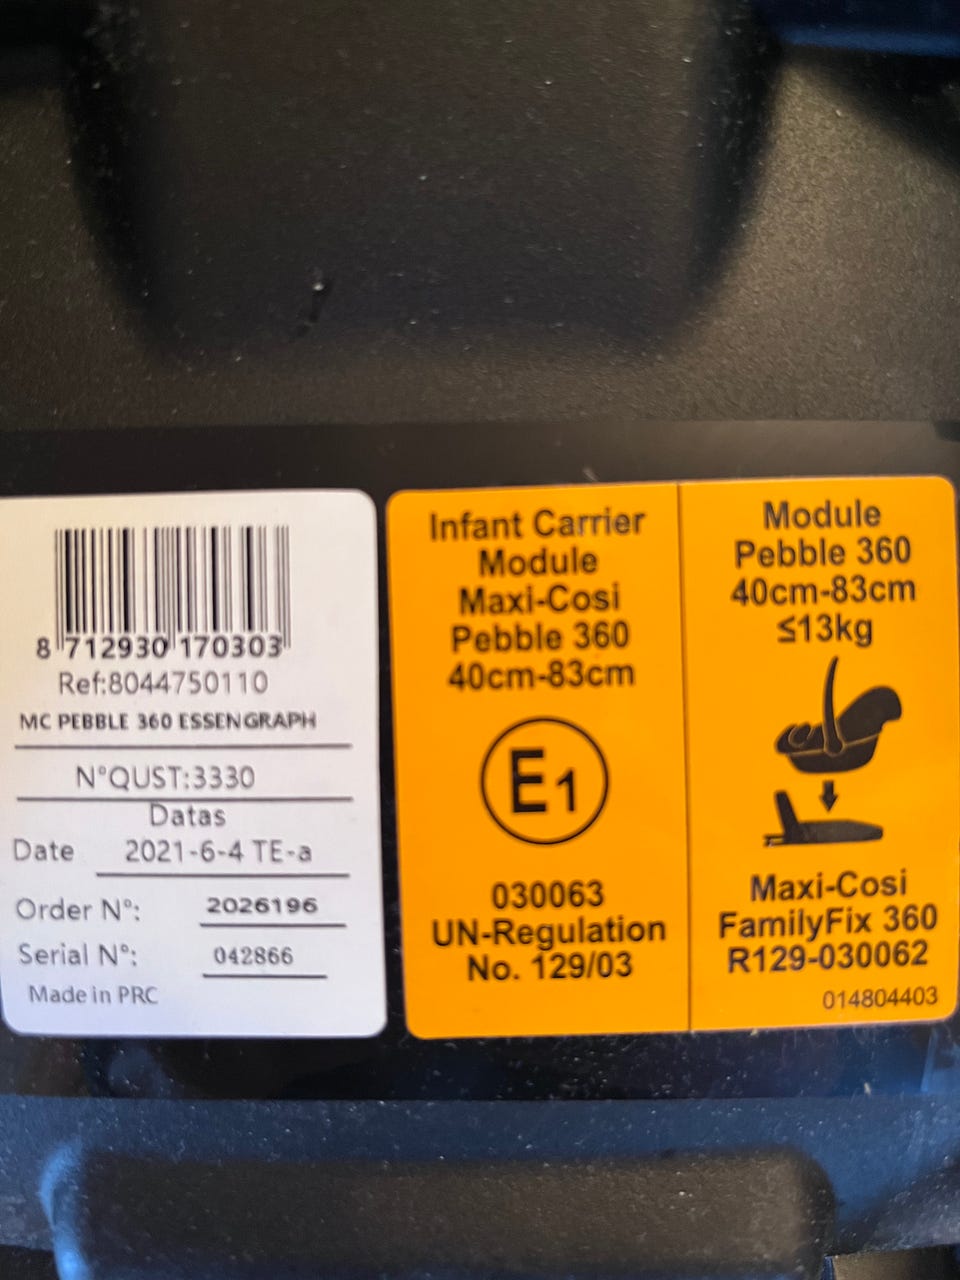 8 712930 170303
Ref:8044750110
MC PEBBLE 360 ESSENGRAPH
N°QUST:3330
Datas
Date 2021-6-4 TE-a
Order N°: 2026196
Serial N°: 042866
Made in PRC
Infant Carrier
Module
Maxi-Cosi
Pebble 360
40cm-83cm
E1
030063
UN-Regulation
No. 129/03
Module
Pebble 360
40cm-83cm
≤13kg
Maxi-Cosi
FamilyFix 360
R129-030062
014804403